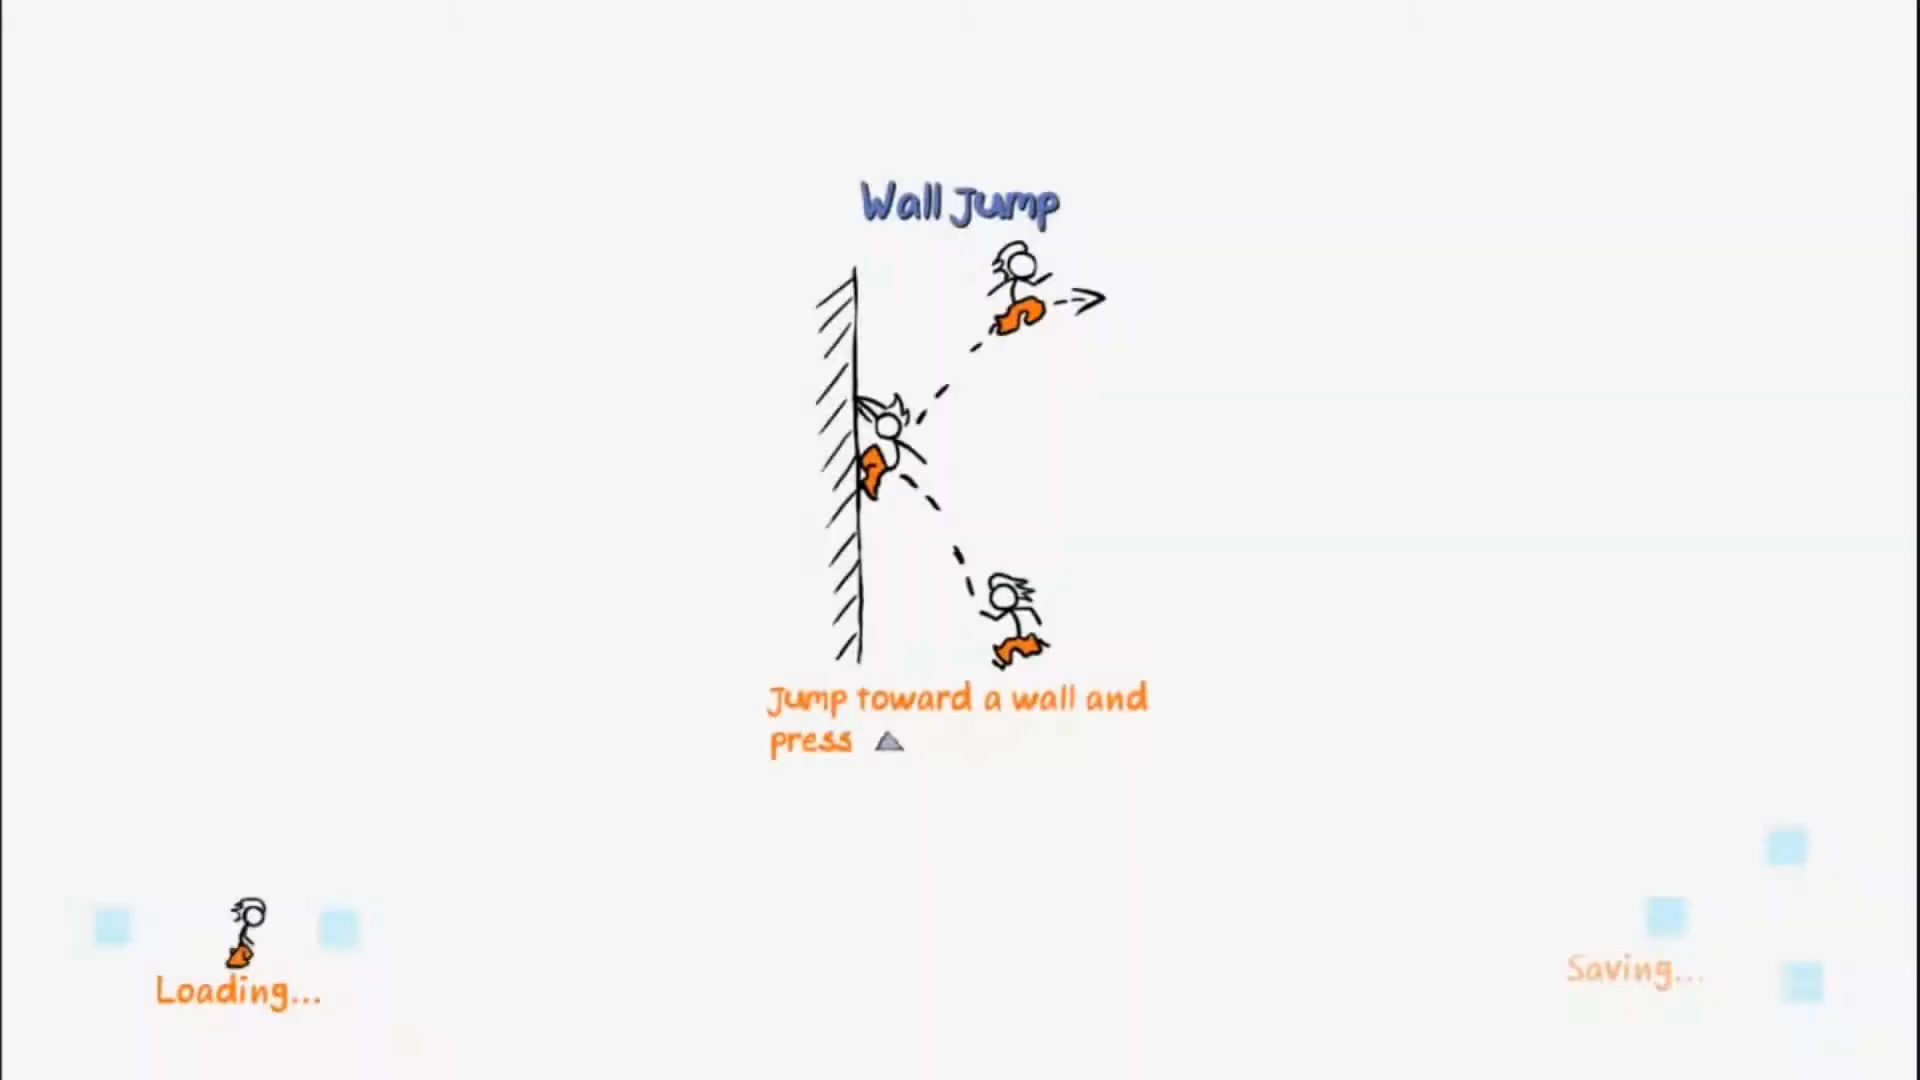 Wall Jump
Jump toward a wall and
press
Loading...
Saving...